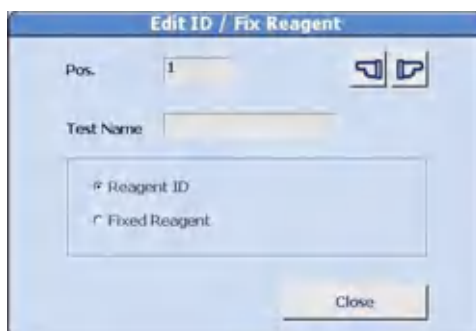 Edit ID / Fix Reagent
Pos. 1
Test Name
Reagent ID
Fixed Reagent
Close